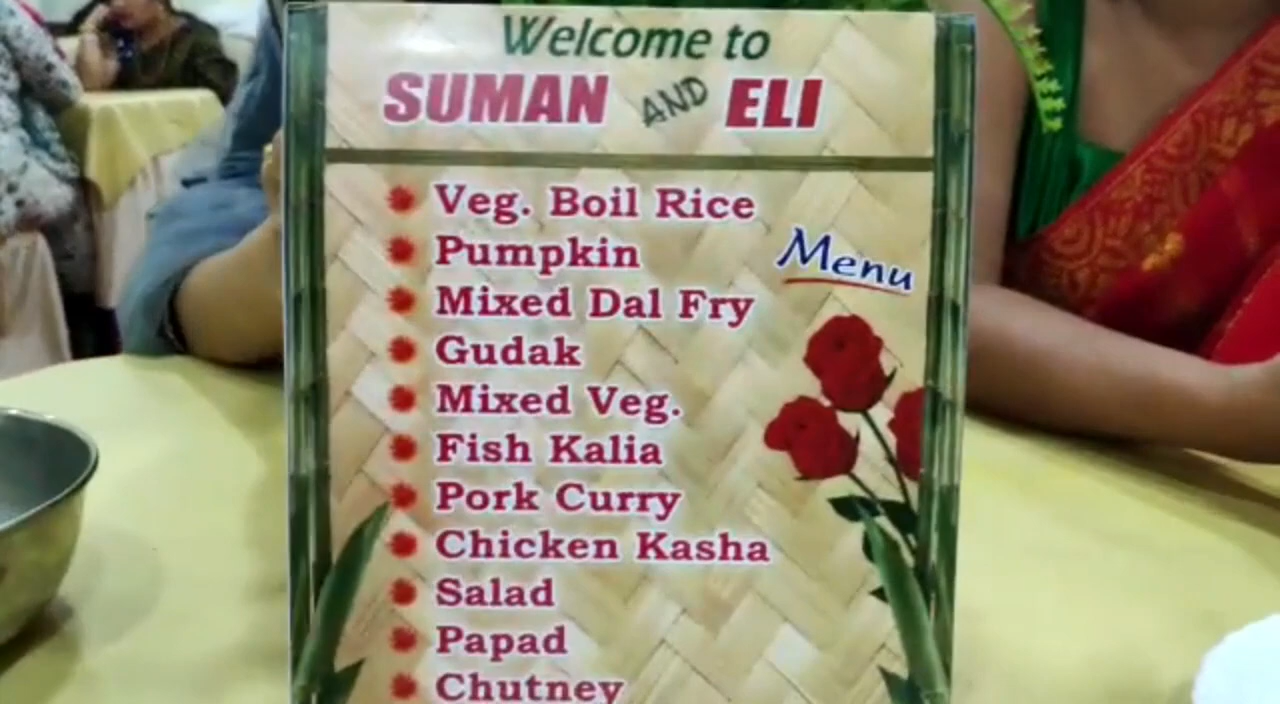 Welcome to
SUMAN AND ELI
Menu
Veg. Boil Rice
Pumpkin
Mixed Dal Fry
Gudak
Mixed Veg.
Fish Kalia
Pork Curry
Chicken Kasha
Salad
Papad
Chutney